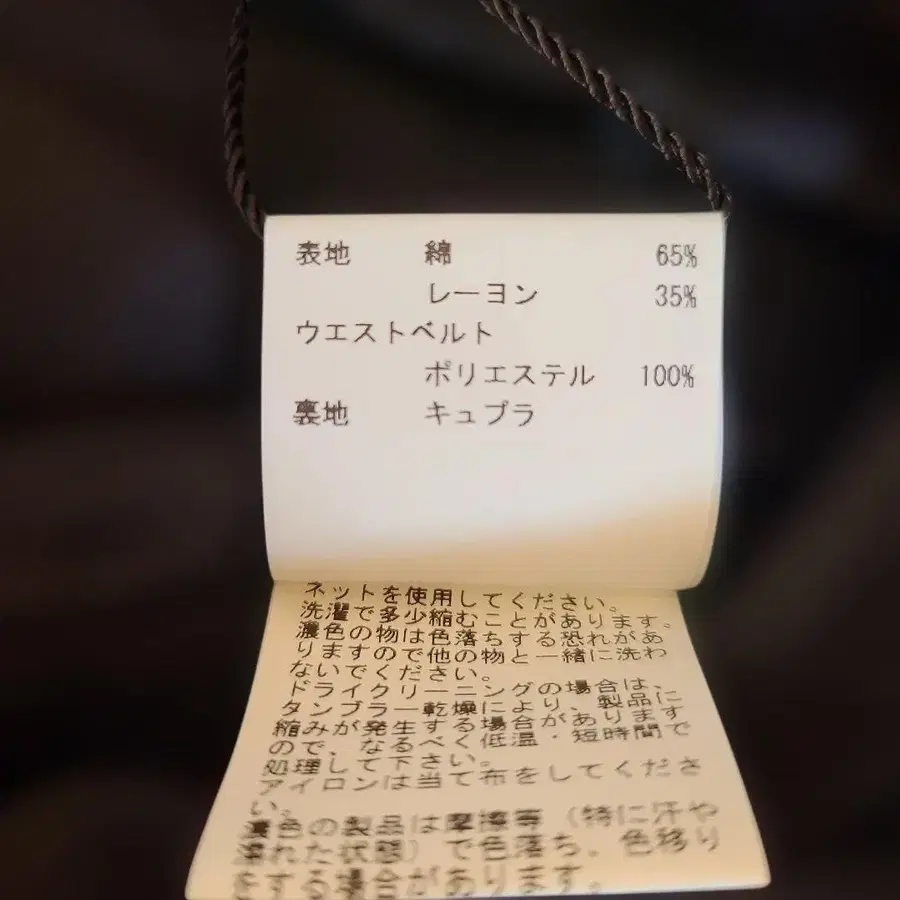 表地 綿 65%
レーヨン 35%
ウエストベルト
ポリエステル 100%
裏地 キュプラ
ネットを使用してください。
洗濯で多少縮むことがあります。
濃色の物は色落ちする恐れがあ
りますので他の物と一緒に洗わ
ないでください。
ドライクリーニングの場合は、
タンブラー乾燥により、製品に
縮みが発生する場合があります
ので、なるべく低温・短時間で
処理して下さい。
アイロンは当て布をしてくださ
い。
濃色の製品は摩擦等（特に汗や
濡れた状態）で色落ち、色移り
をする場合があります。